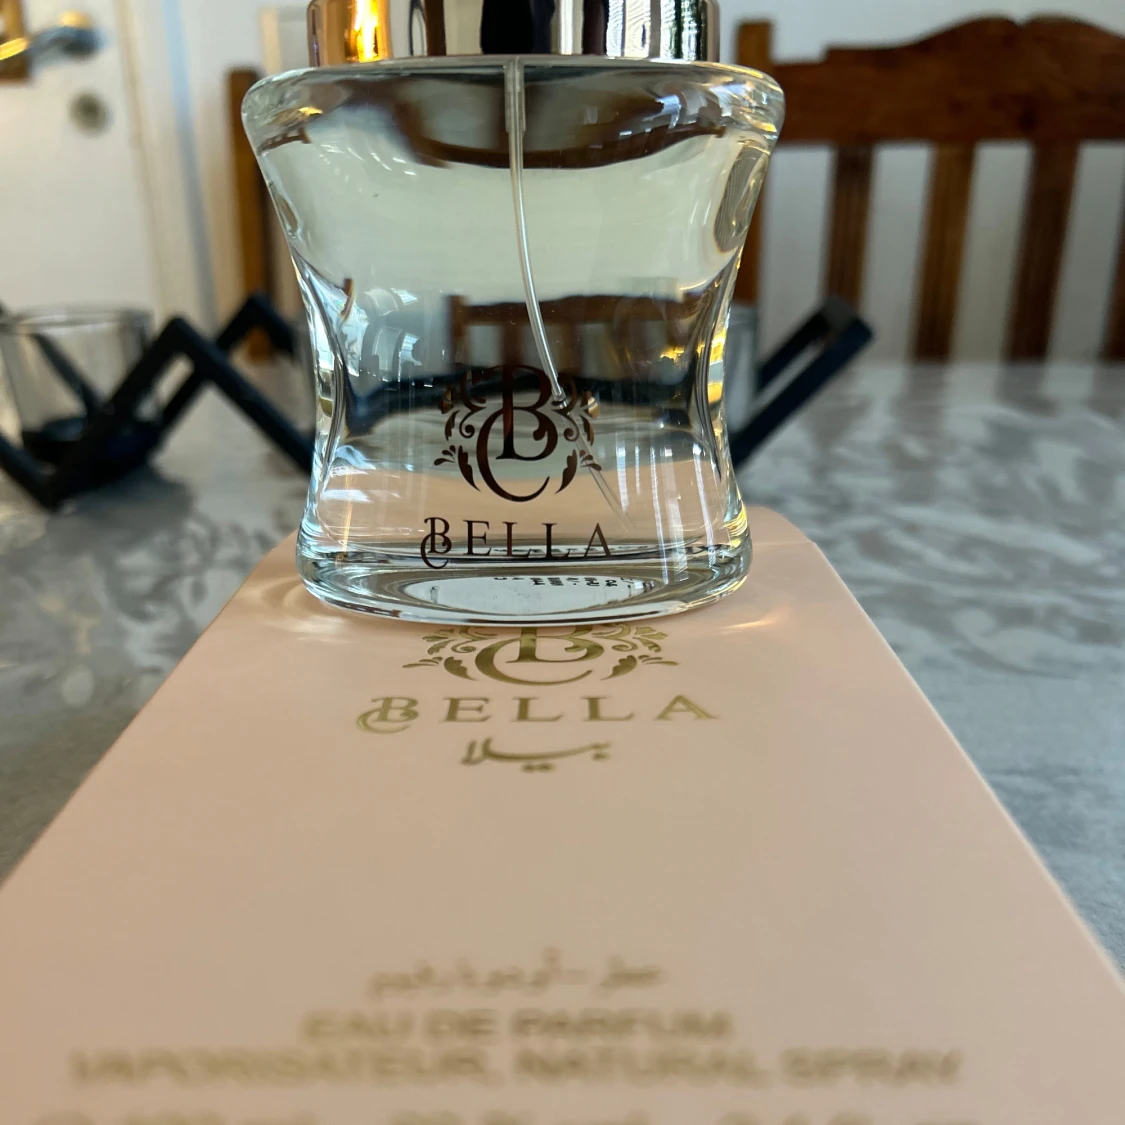 B
BELLA
B
BELLA
بيلا
EAU DE PARFUM
VAPORISATEUR NATURAL SPRAY